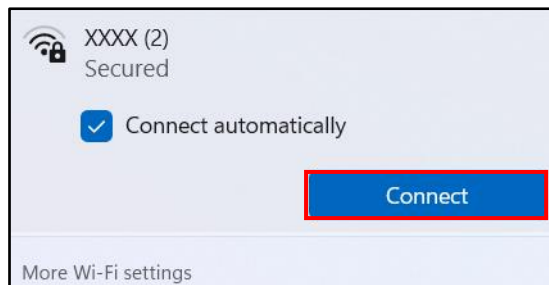 XXXX (2)
Secured
Connect automatically
Connect
More Wi-Fi settings